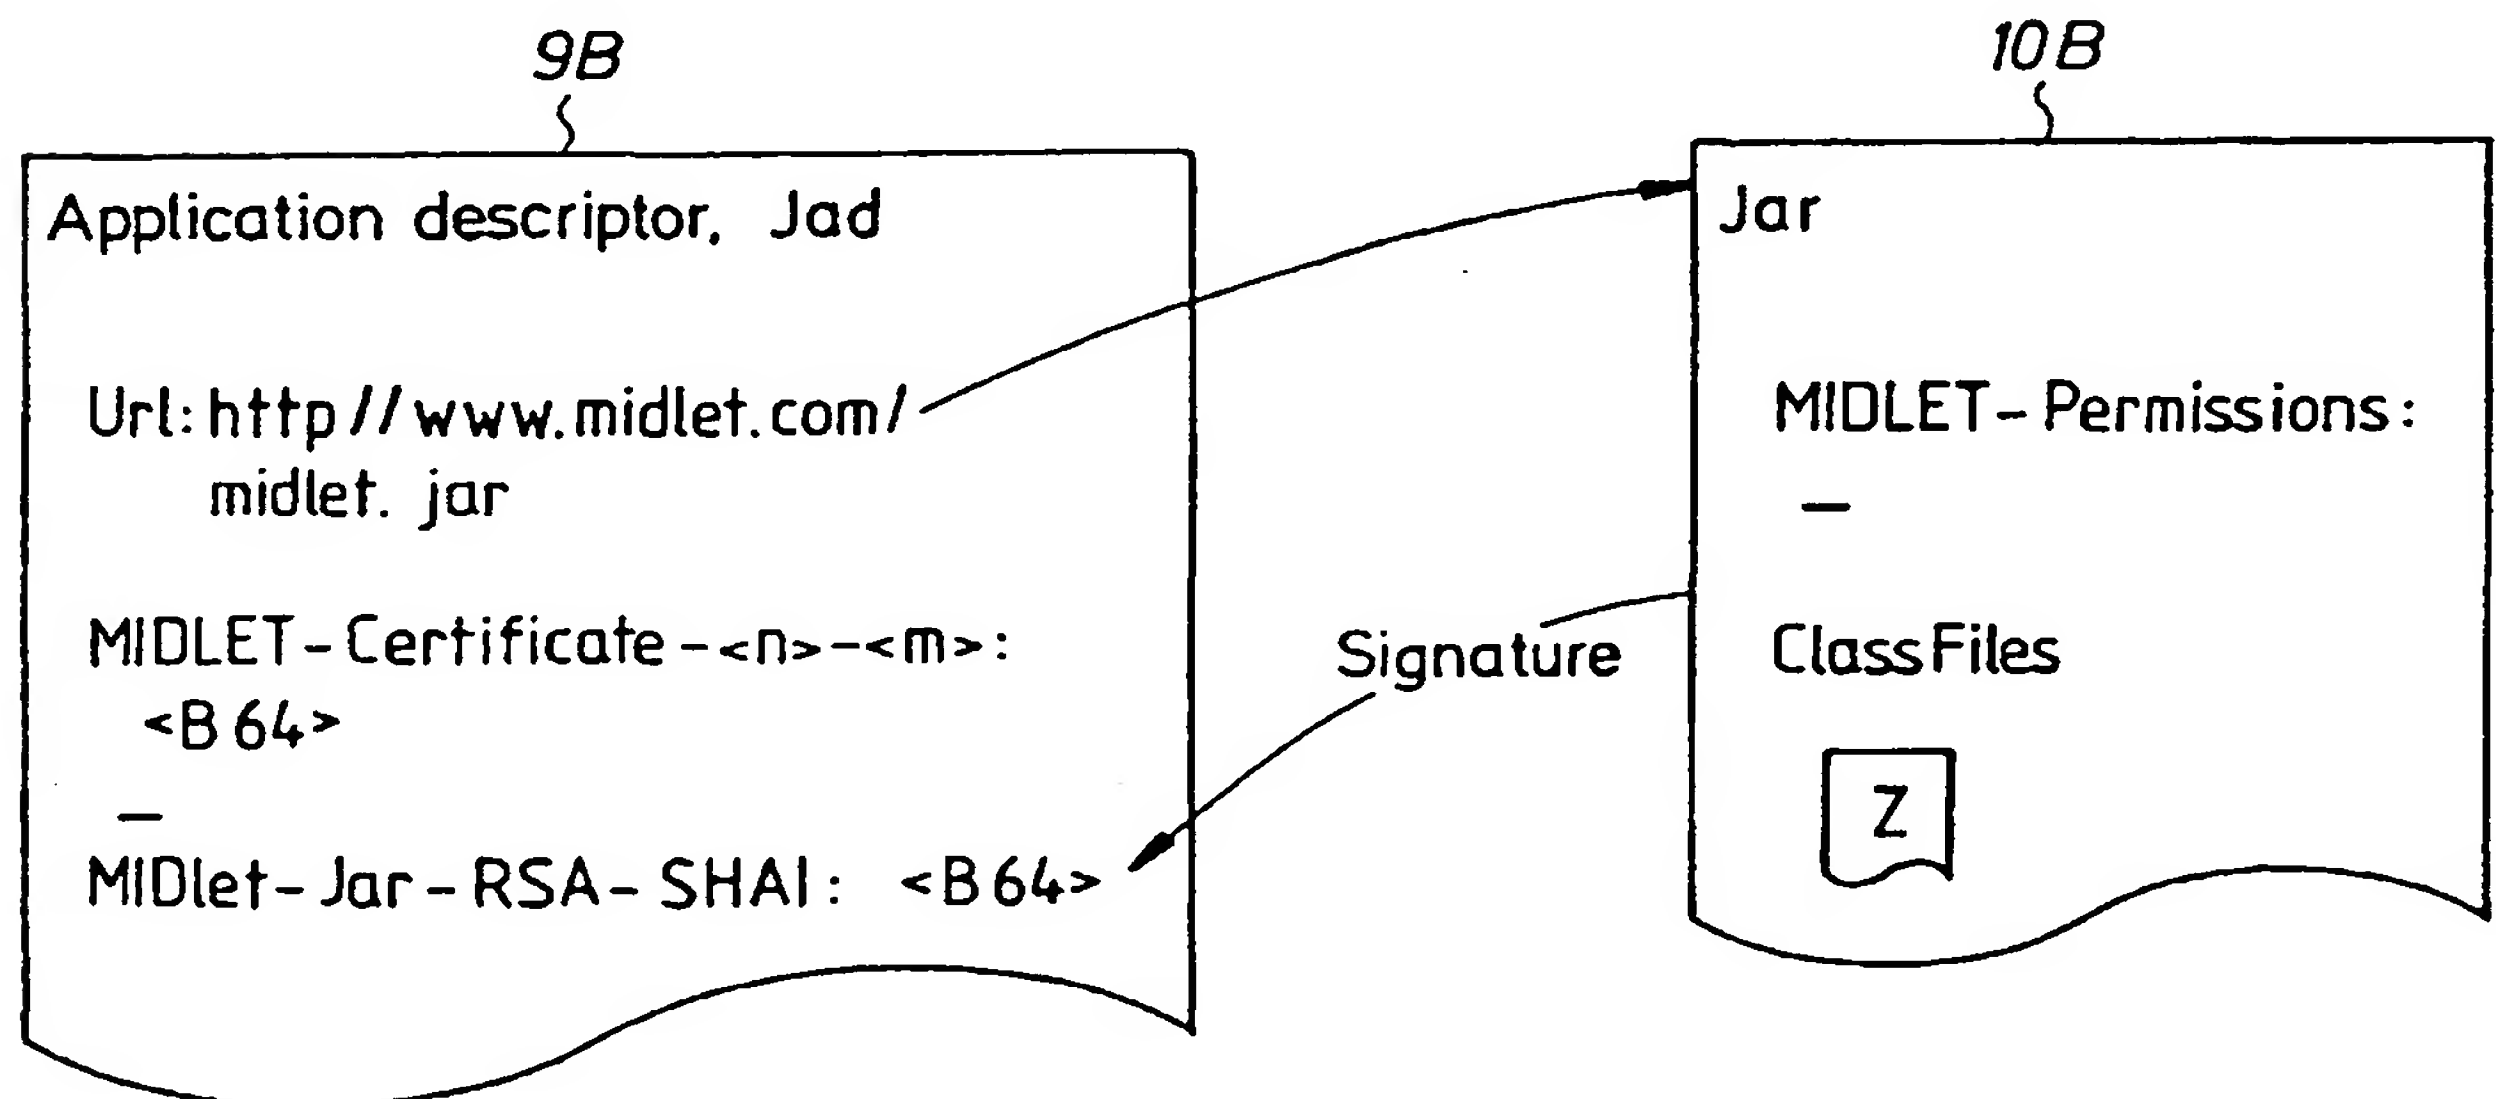 9B
Application descriptor, Jad
Url: http//www.midlet.com/
midlet. jar
MIDLET-Certificate-<n>-<m>:
<B64>
—
MIDlet-Jar-RSA-SHAI: <B64>
Signature
10B
Jar
MIDLET-Permissions:
—
ClassFiles
Z